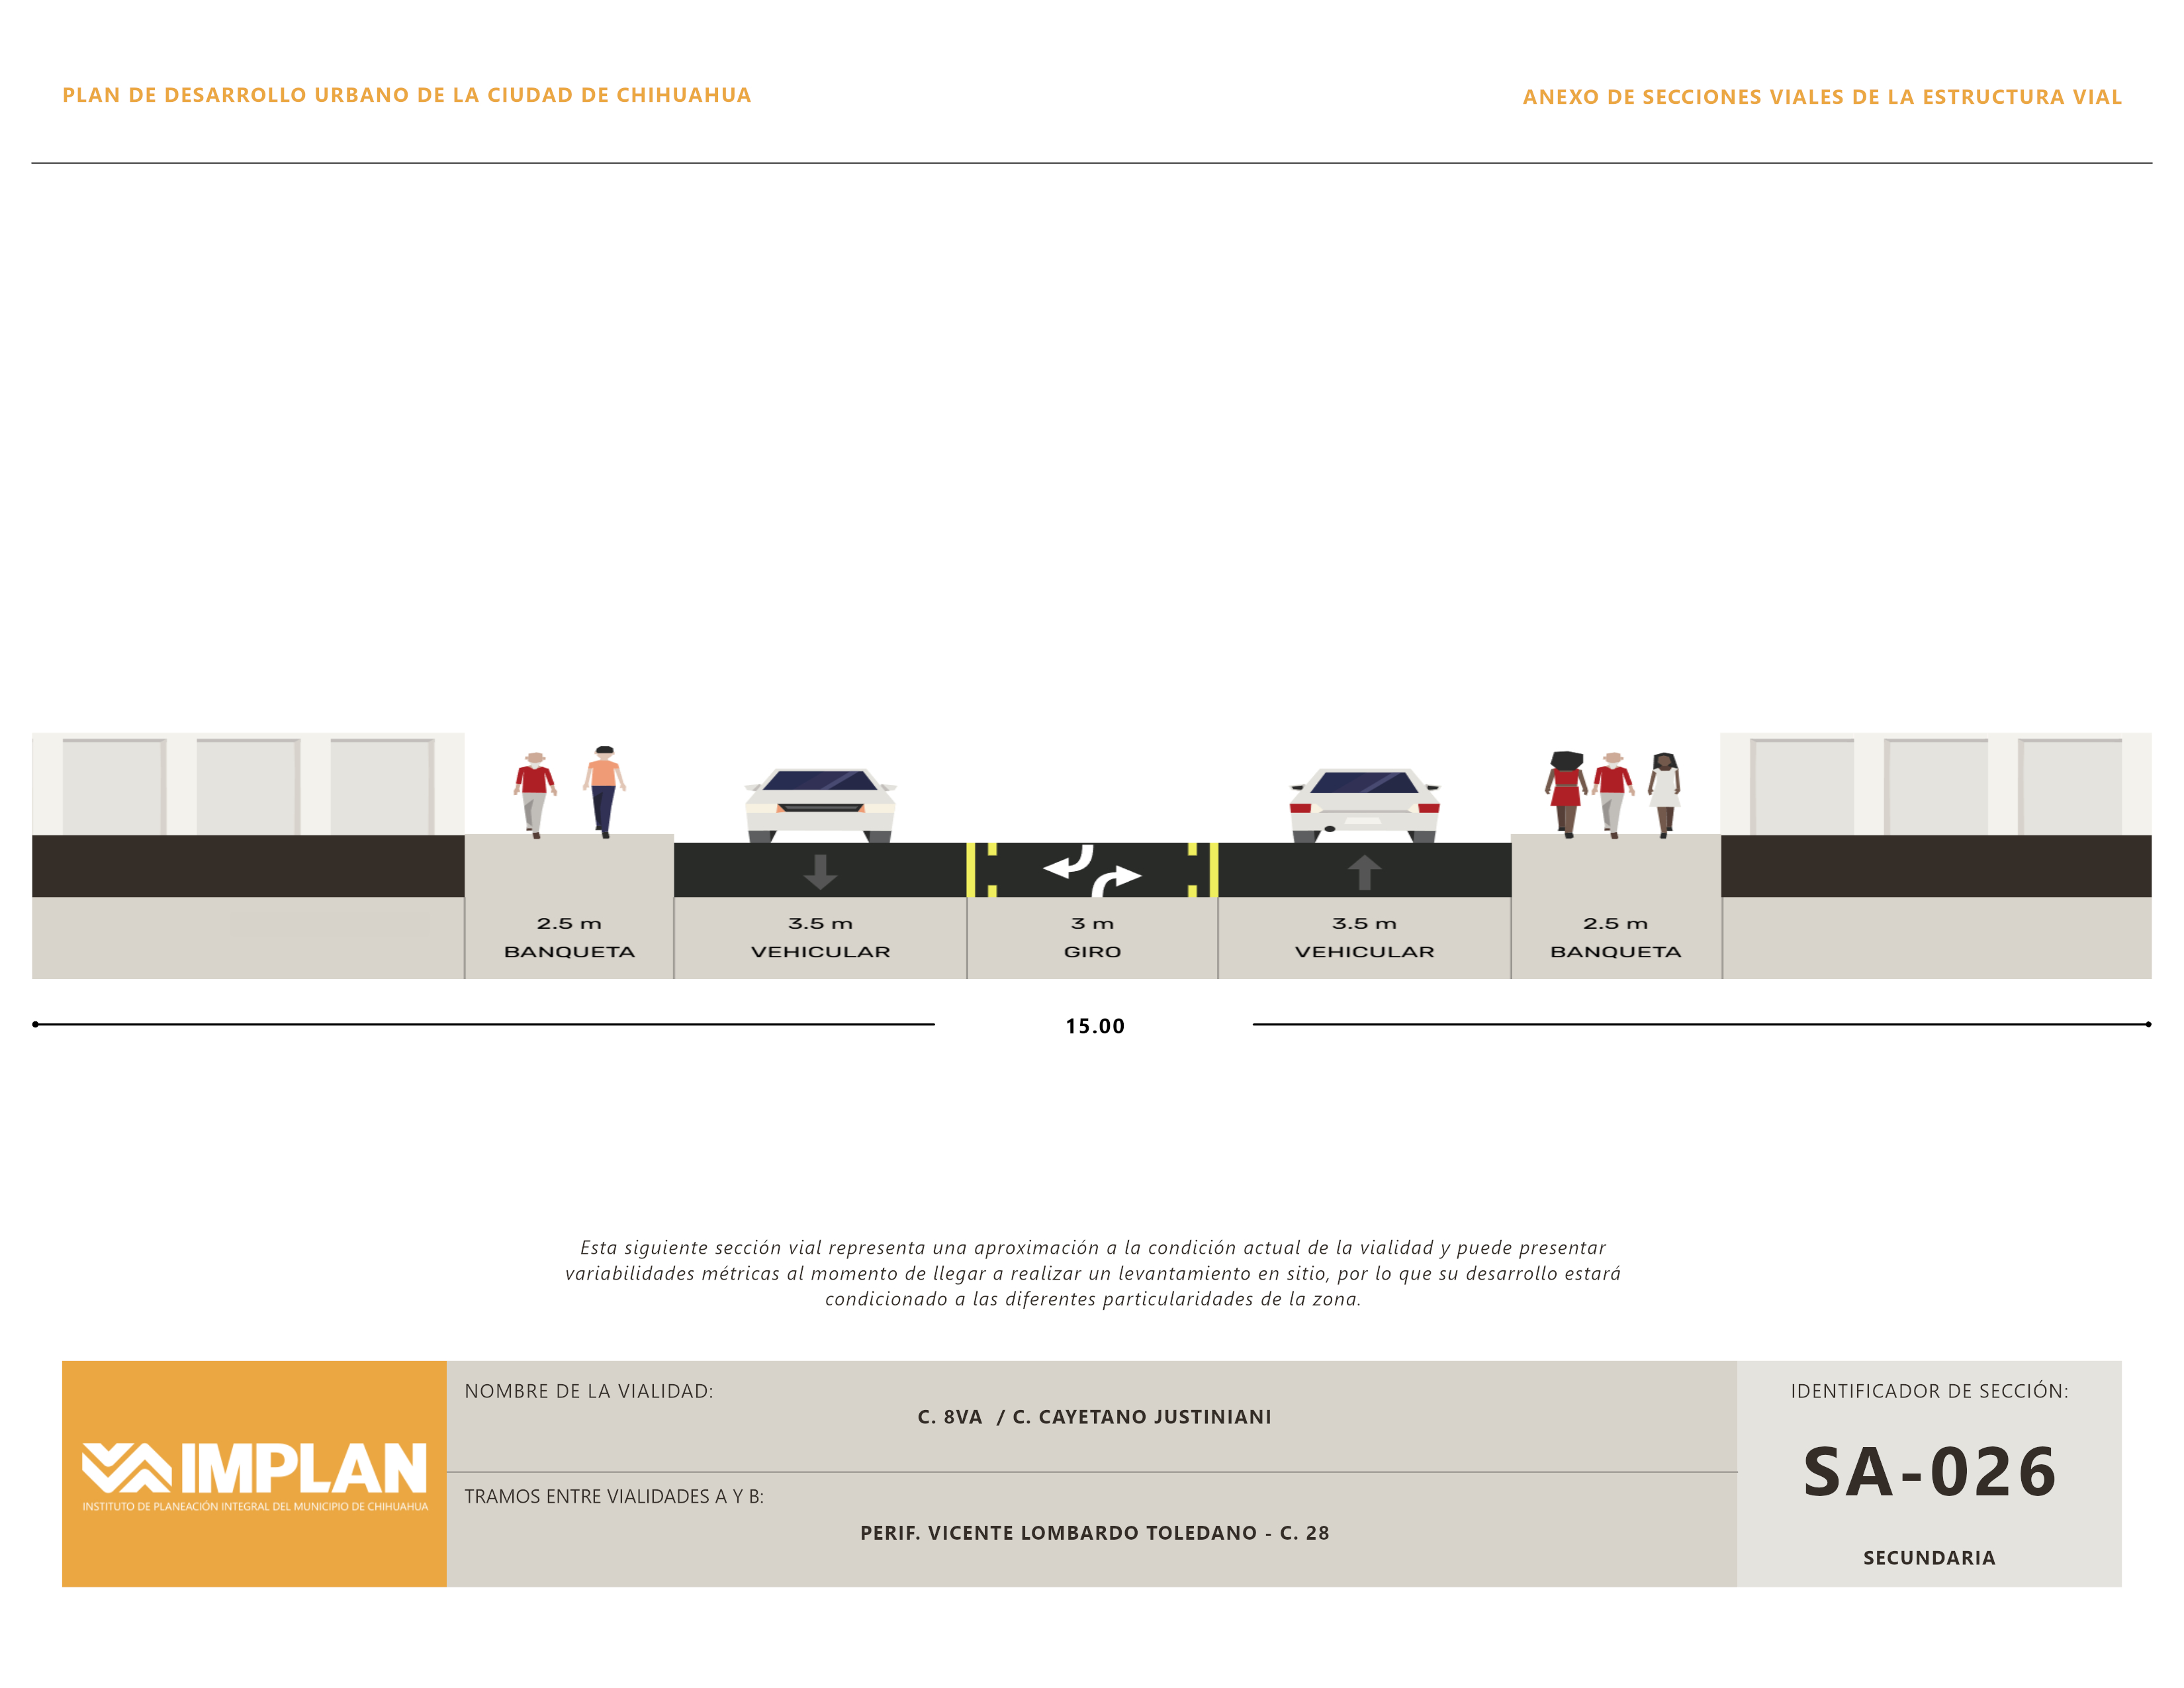 PLAN DE DESARROLLO URBANO DE LA CIUDAD DE CHIHUAHUA
ANEXO DE SECCIONES VIALES DE LA ESTRUCTURA VIAL
2.5 m
BANQUETA
3.5 m
VEHICULAR
3 m
GIRO
3.5 m
VEHICULAR
2.5 m
BANQUETA
15.00
Esta siguiente sección vial representa una aproximación a la condición actual de la vialidad y puede presentar
variabilidades métricas al momento de llegar a realizar un levantamiento en sitio, por lo que su desarrollo estará
condicionado a las diferentes particularidades de la zona.
IMPLAN
INSTITUTO DE PLANEACIÓN INTEGRAL DEL MUNICIPIO DE CHIHUAHUA
NOMBRE DE LA VIALIDAD:
C. 8VA / C. CAYETANO JUSTINIANI
TRAMOS ENTRE VIALIDADES A Y B:
PERIF. VICENTE LOMBARDO TOLEDANO - C. 28
IDENTIFICADOR DE SECCIÓN:
SA-026
SECUNDARIA